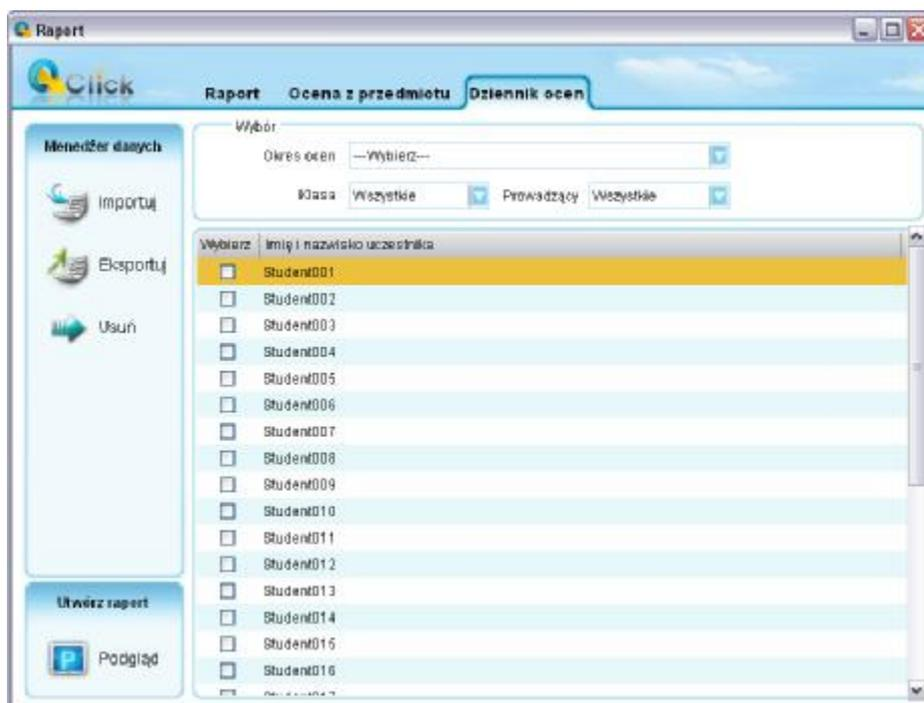 Raport
QClick
Raport Ocena z przedmiotu Dziennik ocen
Menedżer danych
Importuj
Eksportuj
Usuń
Utwórz raport
Podgląd
Wybór
Okres ocen ---Wybierz---
Klasa Wszystkie Prowadzący Wszystkie
Wybierz Imię i nazwisko uczestnika
Student001
Student002
Student003
Student004
Student005
Student006
Student007
Student008
Student009
Student010
Student011
Student012
Student013
Student014
Student015
Student016